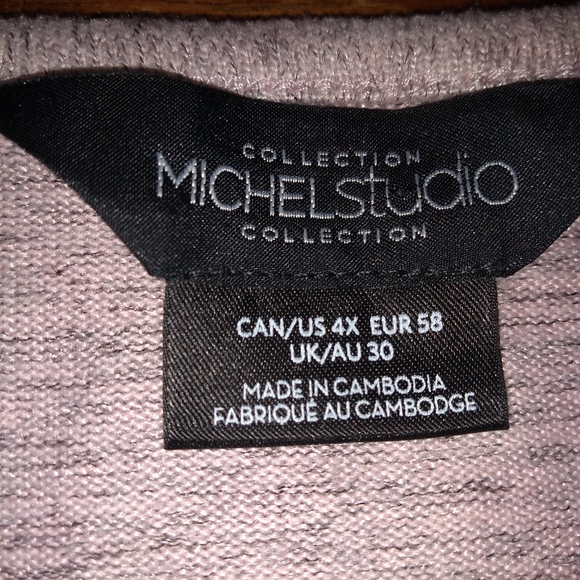 COLLECTION
MICHELstudio
COLLECTION
CAN/US 4X EUR 58
UK/AU 30
MADE IN CAMBODIA
FABRIQUÉ AU CAMBODGE